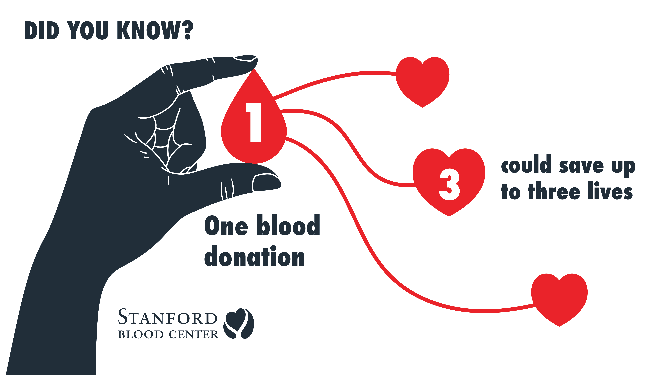 DID YOU KNOW?
1
One blood
donation
3
could save up
to three lives
STANFORD
BLOOD CENTER